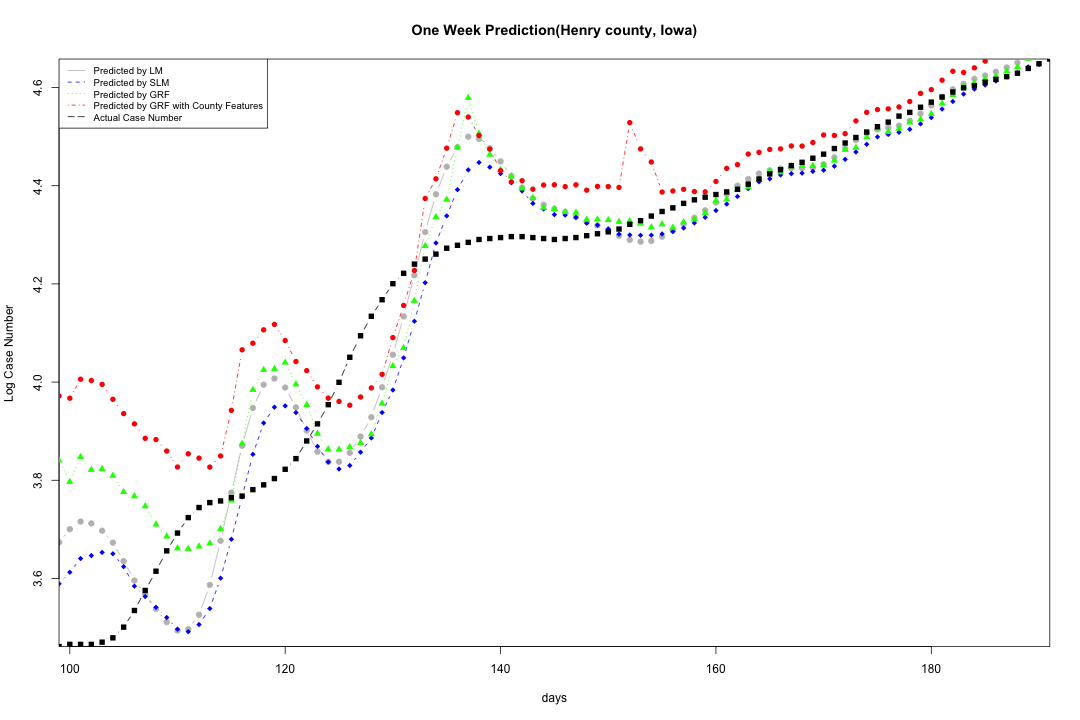 One Week Prediction(Henry county, Iowa)
Predicted by LM
Predicted by SLM
Predicted by GRF
Predicted by GRF with County Features
Actual Case Number
Log Case Number
4.6
4.4
4.2
4.0
3.8
3.6
100 120 140 160 180
days